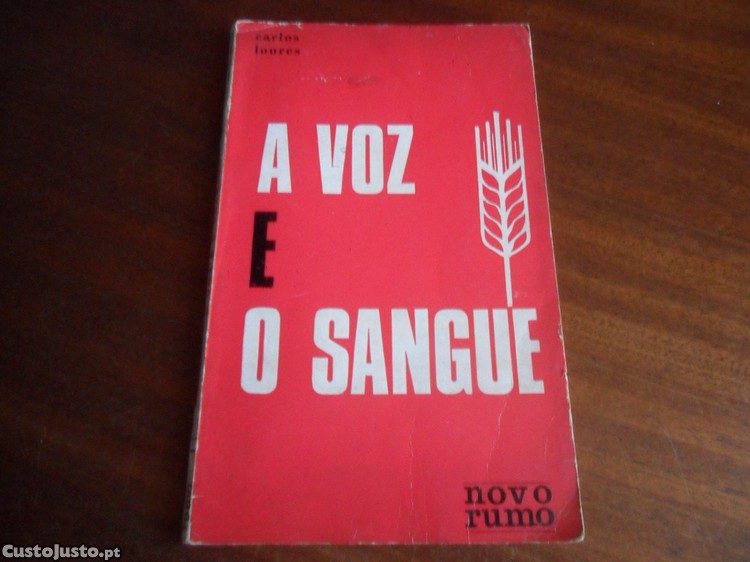 carlos
loures
A VOZ
E
O SANGUE
novo
rumo
CustoJusto.pt